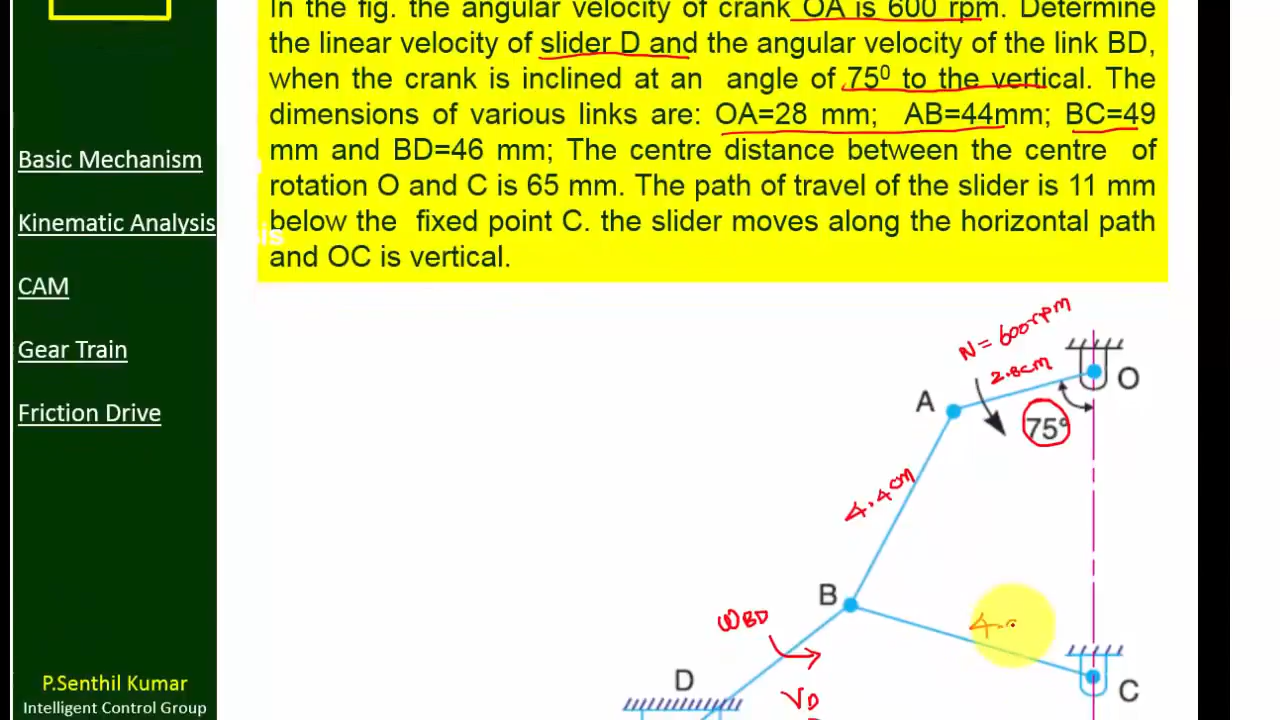 In the fig. the angular velocity of crank OA is 600 rpm. Determine
the linear velocity of slider D and the angular velocity of the link BD,
when the crank is inclined at an angle of 75⁰ to the vertical. The
dimensions of various links are: OA=28 mm; AB=44mm; BC=49
mm and BD=46 mm; The centre distance between the centre of
rotation O and C is 65 mm. The path of travel of the slider is 11 mm
below the fixed point C. the slider moves along the horizontal path
and OC is vertical.
Basic Mechanism
Kinematic Analysis
CAM
Gear Train
Friction Drive
P.Senthil Kumar
Intelligent Control Group
N= 600rpm
2.8cm
O
A
75°
4.4cm
B
4.
ωBD
D
VD
C